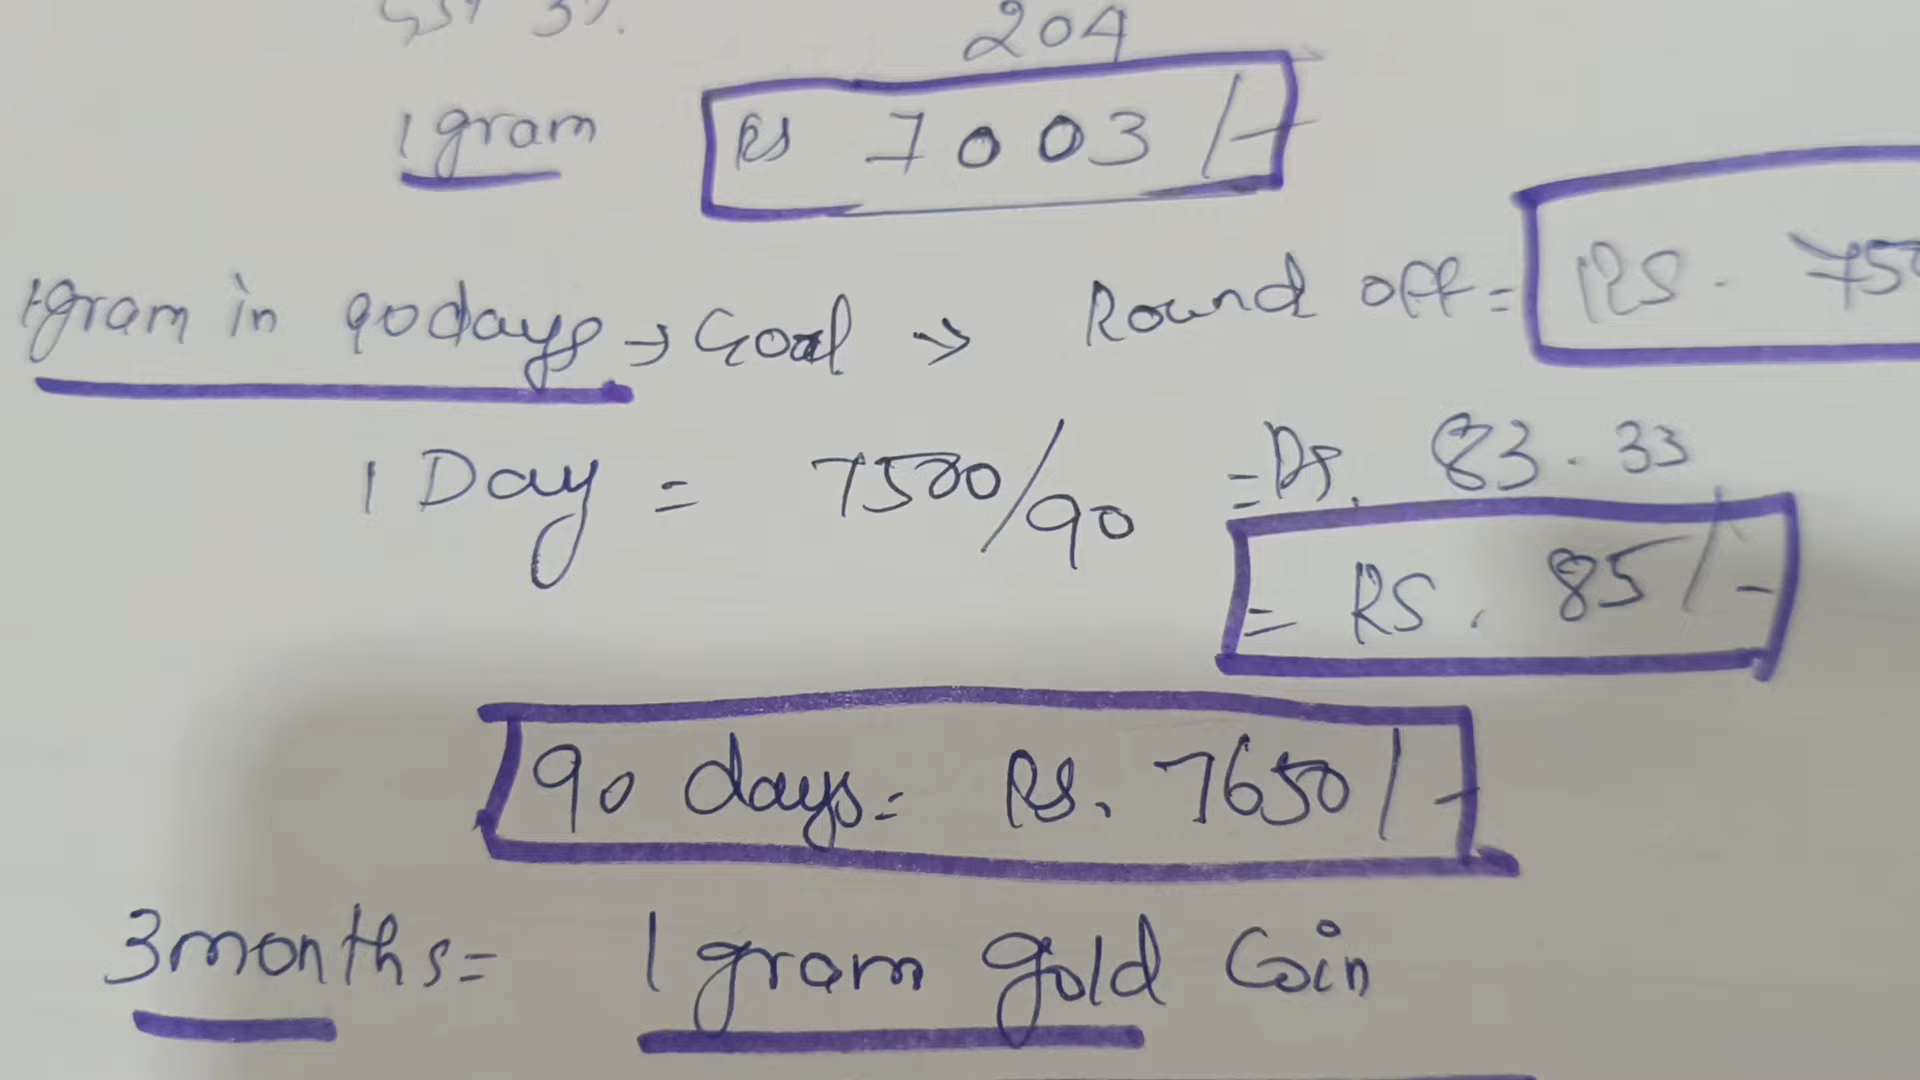 204
1 gram Rs 7003/-
1gram in 90days → Goal → Round off = RS. 750
1 Day = 7500/90 = Rs. 83.33
= RS. 85/-
90 days = Rs. 7650/-
3months = 1 gram gold Coin